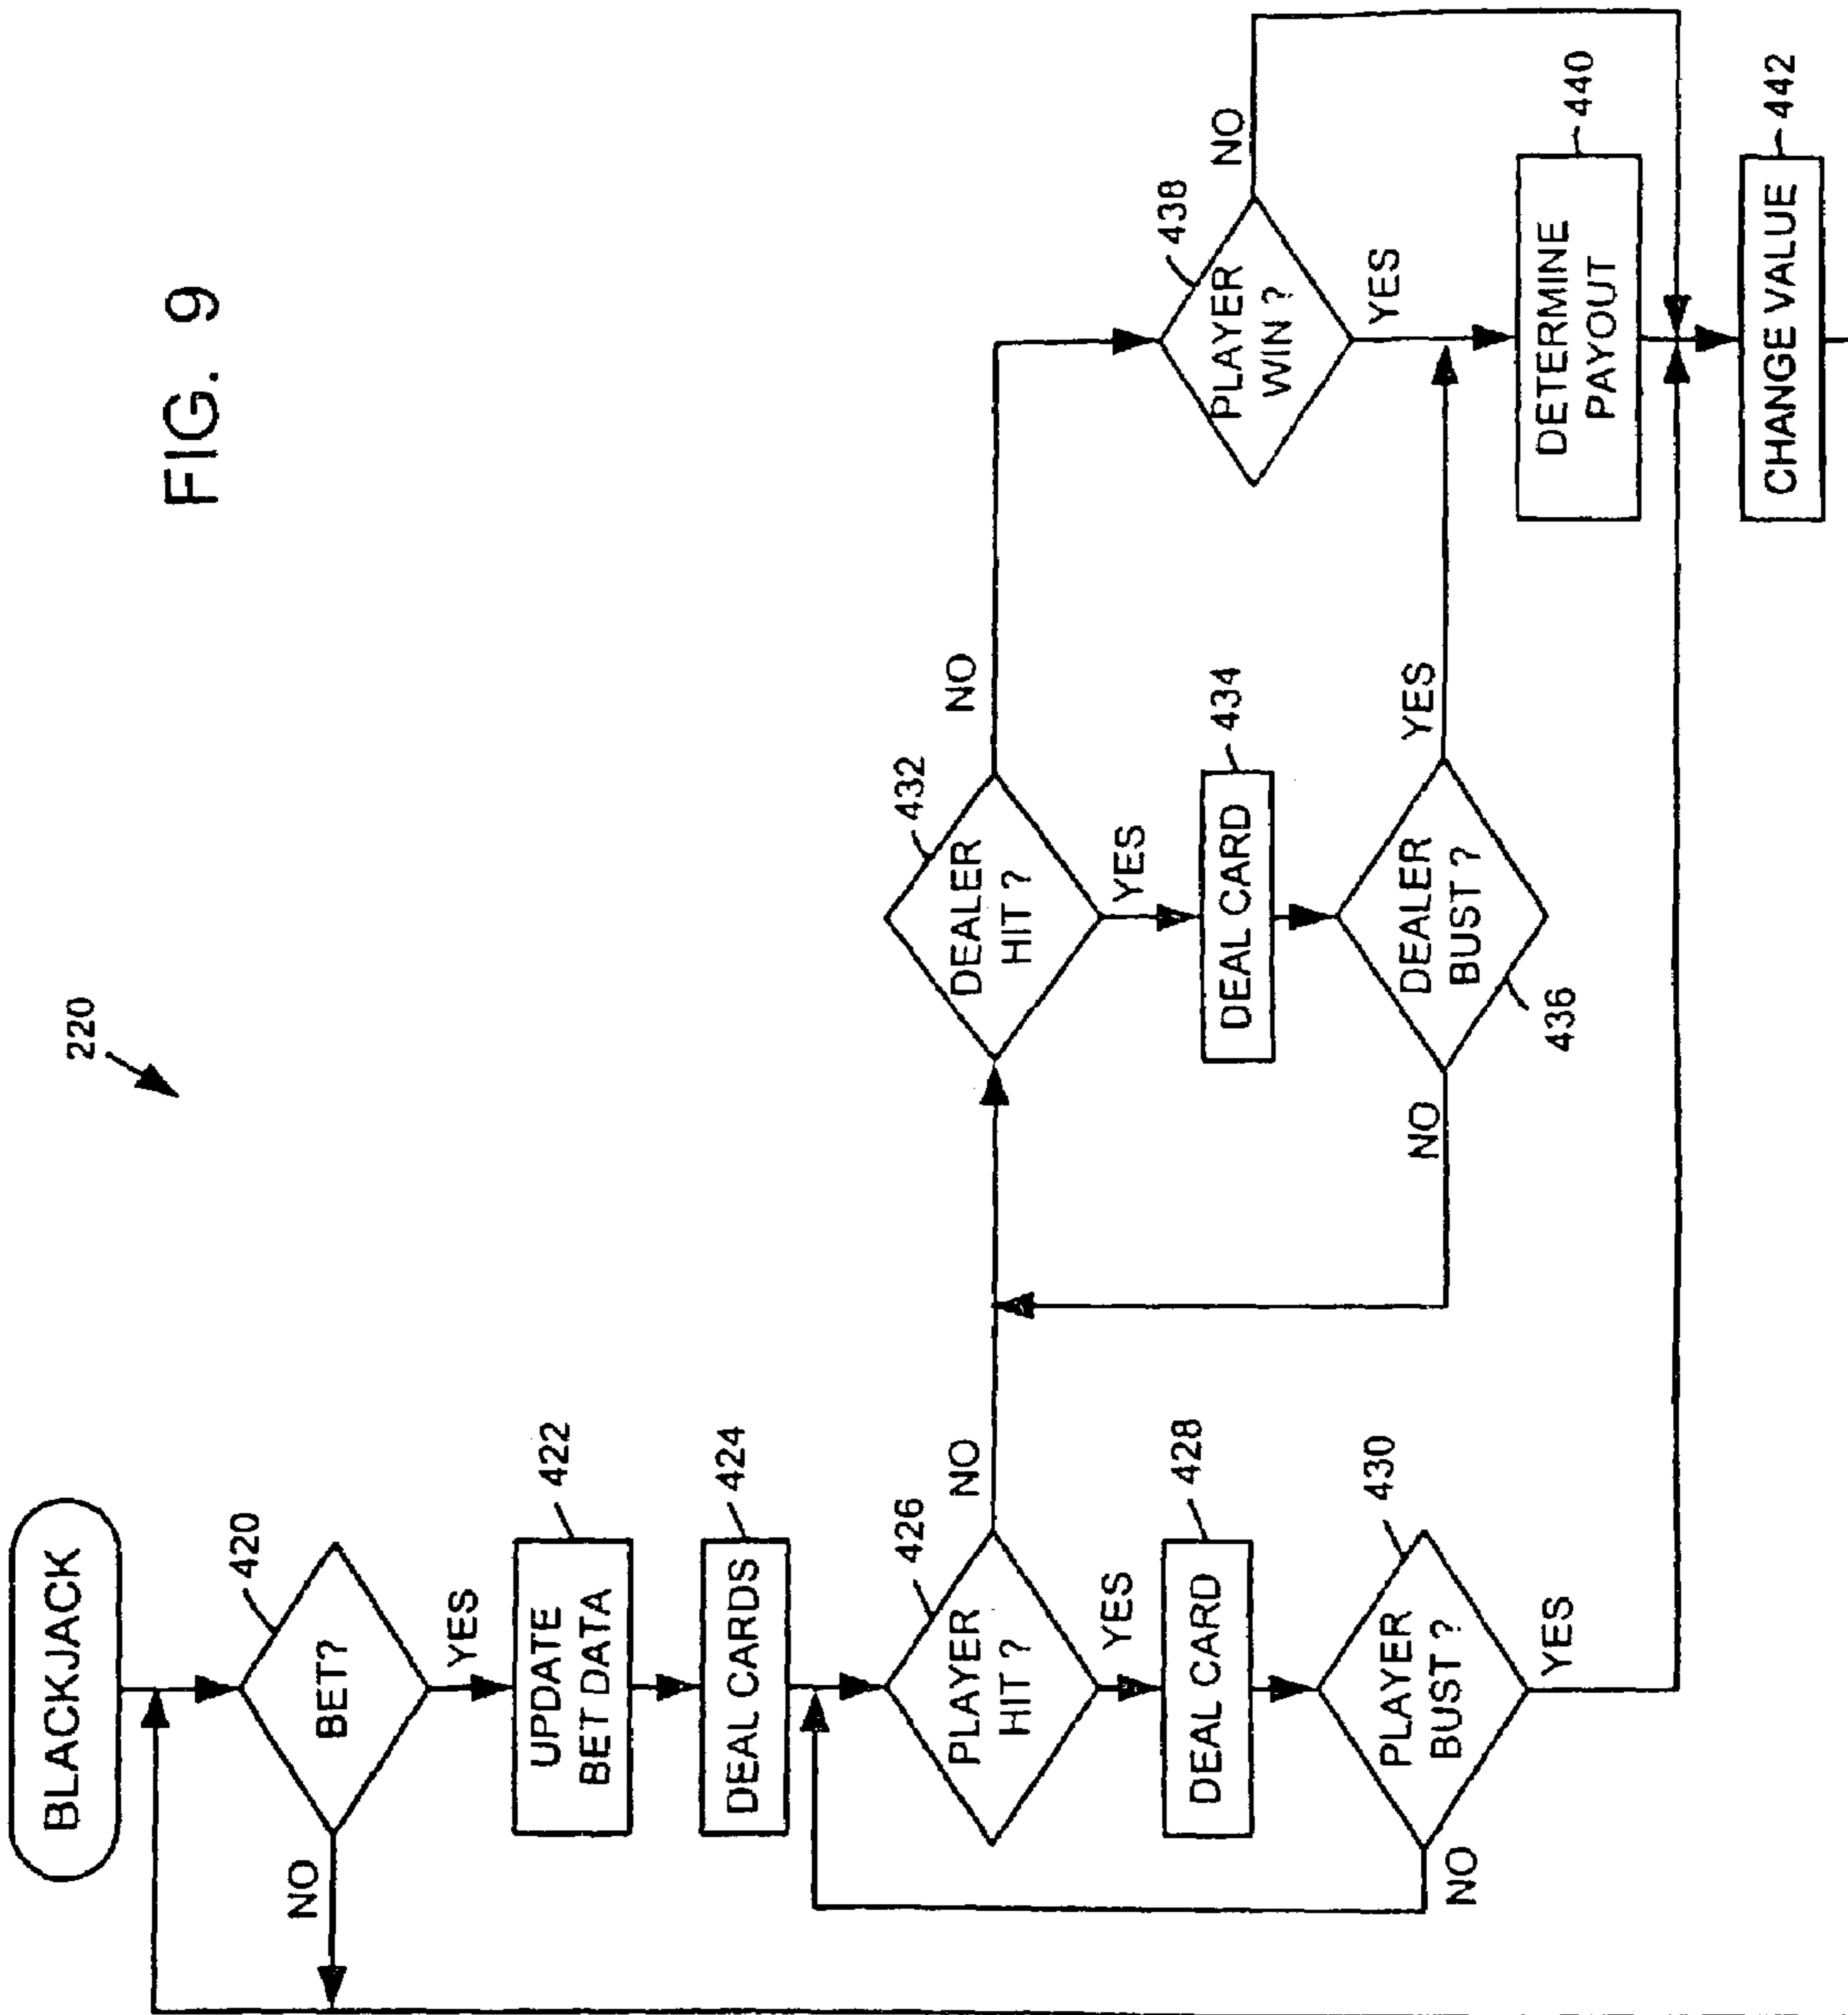 FIG. 9
220
BLACKJACK
420
BET?
NO
YES
422
UPDATE
BET DATA
424
DEAL CARDS
426
PLAYER
HIT ?
NO
YES
428
DEAL CARD
430
PLAYER
BUST ?
NO
YES
432
DEALER
HIT ?
NO
YES
434
DEAL CARD
DEALER
BUST ?
436
NO
YES
438
PLAYER
WIN ?
NO
YES
440
DETERMINE
PAYOUT
442
CHANGE VALUE